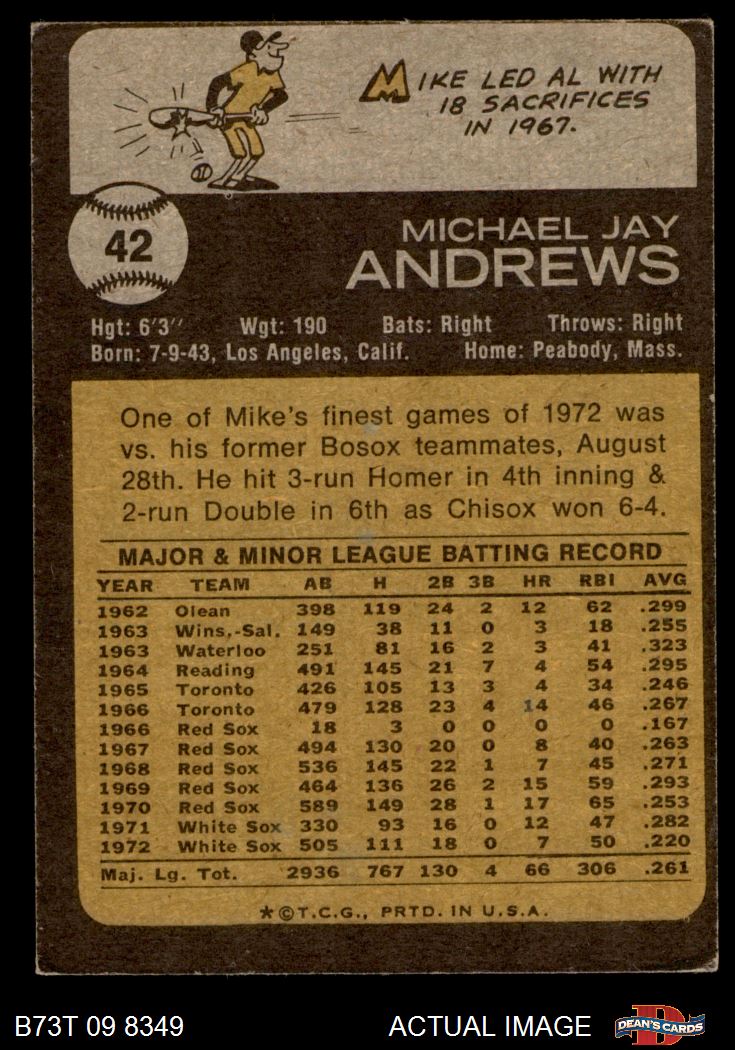 MIKE LED AL WITH
18 SACRIFICES
IN 1967.
42
MICHAEL JAY
ANDREWS
Hgt: 6'3" Wgt: 190 Bats: Right Throws: Right
Born: 7-9-43, Los Angeles, Calif. Home: Peabody, Mass.
One of Mike's finest games of 1972 was
vs. his former Bosox teammates, August
28th. He hit 3-run Homer in 4th inning &
2-run Double in 6th as Chisox won 6-4.
MAJOR & MINOR LEAGUE BATTING RECORD
YEAR TEAM AB H 2B 3B HR RBI AVG
1962 Olean 398 119 24 2 12 62 .299
1963 Wins.-Sal. 149 38 11 0 3 18 .255
1963 Waterloo 251 81 16 2 3 41 .323
1964 Reading 491 145 21 7 4 54 .295
1965 Toronto 426 105 13 3 4 34 .246
1966 Toronto 479 128 23 4 14 46 .267
1966 Red Sox 18 3 0 0 0 0 .167
1967 Red Sox 494 130 20 0 8 40 .263
1968 Red Sox 536 145 22 1 7 45 .271
1969 Red Sox 464 136 26 2 15 59 .293
1970 Red Sox 589 149 28 1 17 65 .253
1971 White Sox 330 93 16 0 12 47 .282
1972 White Sox 505 111 18 0 7 50 .220
Maj. Lg. Tot. 2936 767 130 4 66 306 .261
★©T.C.G., PRTD. IN U.S.A.
B73T 09 8349 ACTUAL IMAGE D DEAN'S CARDS